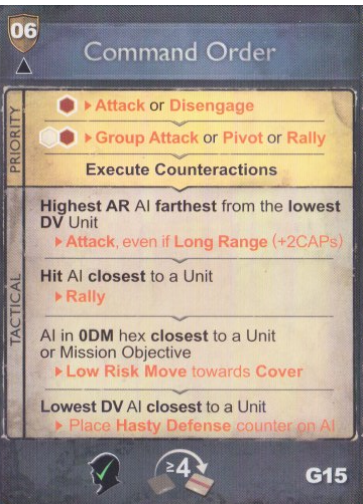 06
Command Order
PRIORITY
▸Attack or Disengage
▸Group Attack or Pivot or Rally
Execute Counteractions
TACTICAL
Highest AR AI farthest from the lowest
DV Unit
▸Attack, even if Long Range (+2CAPs)
Hit AI closest to a Unit
▸Rally
AI in 0DM hex closest to a Unit
or Mission Objective
▸Low Risk Move towards Cover
Lowest DV AI closest to a Unit
▸Place Hasty Defense counter on AI
≥4
G15